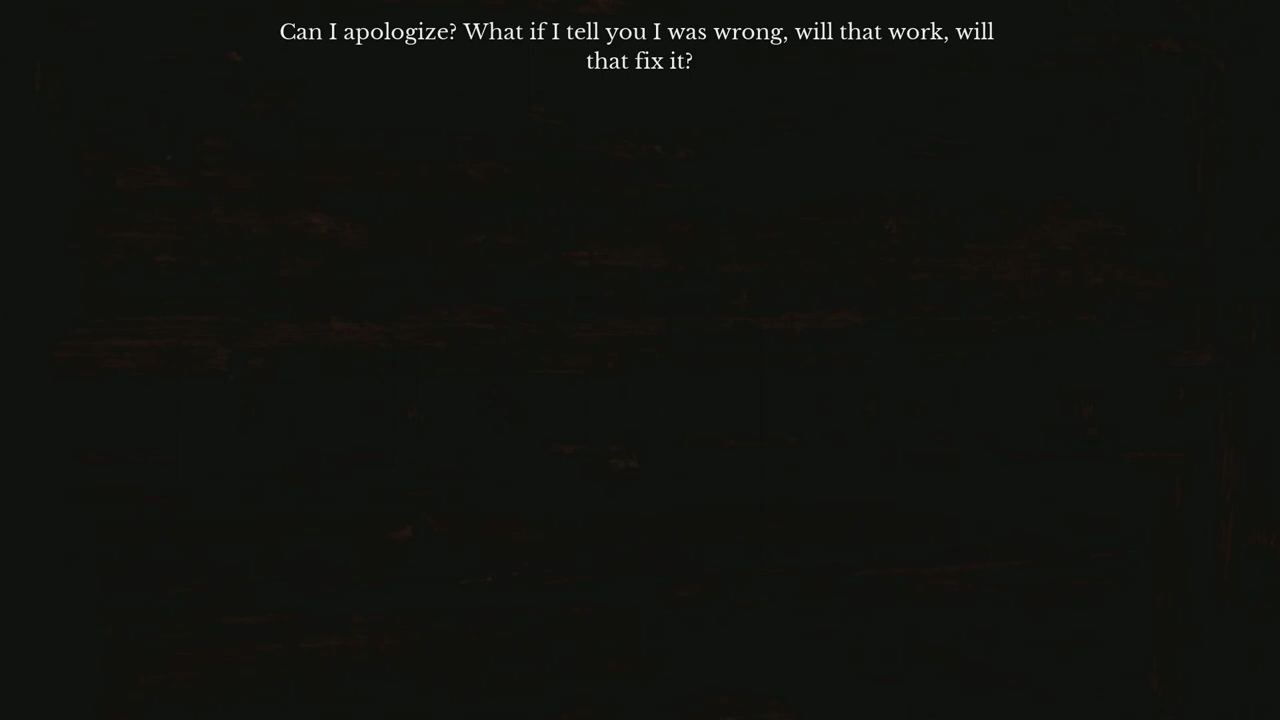 Can I apologize? What if I tell you I was wrong, will that work, will
that fix it?